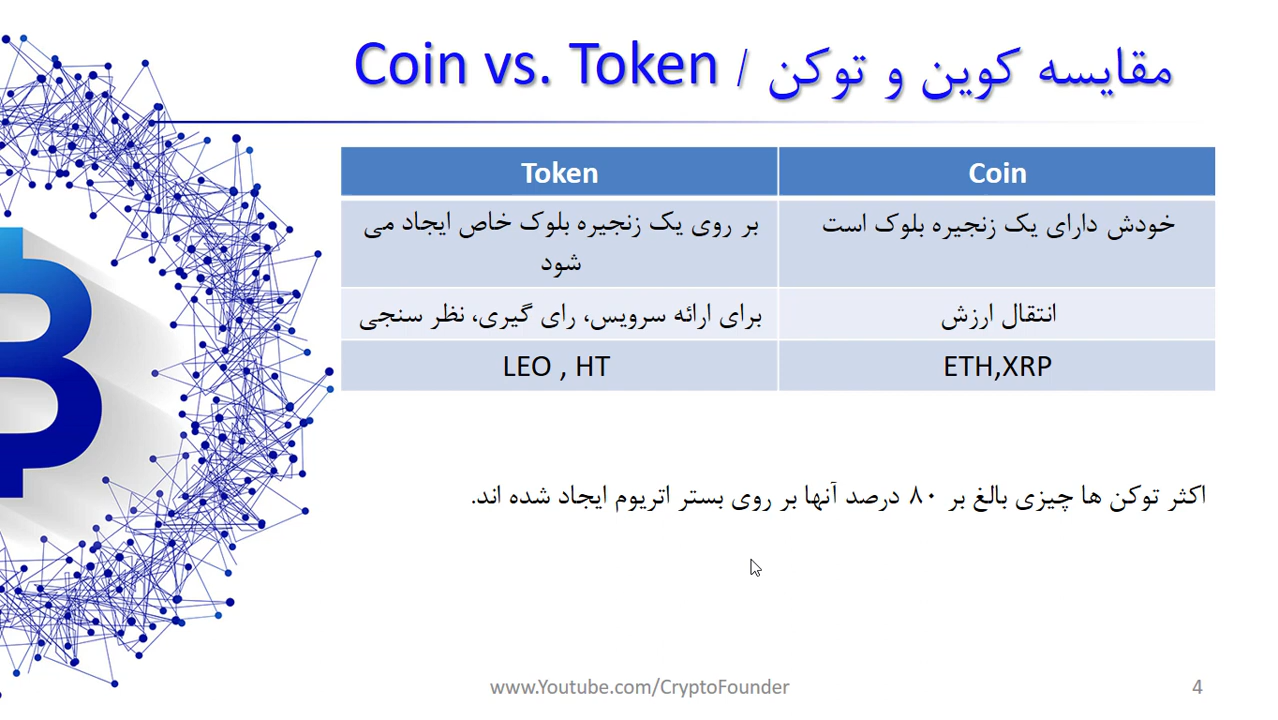 مقایسه کوین و توکن / Coin vs. Token
Coin
Token
خودش دارای یک زنجیره بلوک است
بر روی یک زنجیره بلوک خاص ایجاد می
شود
انتقال ارزش
برای ارائه سرویس، رای گیری، نظر سنجی
ETH,XRP
LEO , HT
اکثر توکن ها چیزی بالغ بر ۸۰ درصد آنها بر روی بستر اتریوم ایجاد شده اند.
www.Youtube.com/CryptoFounder
4